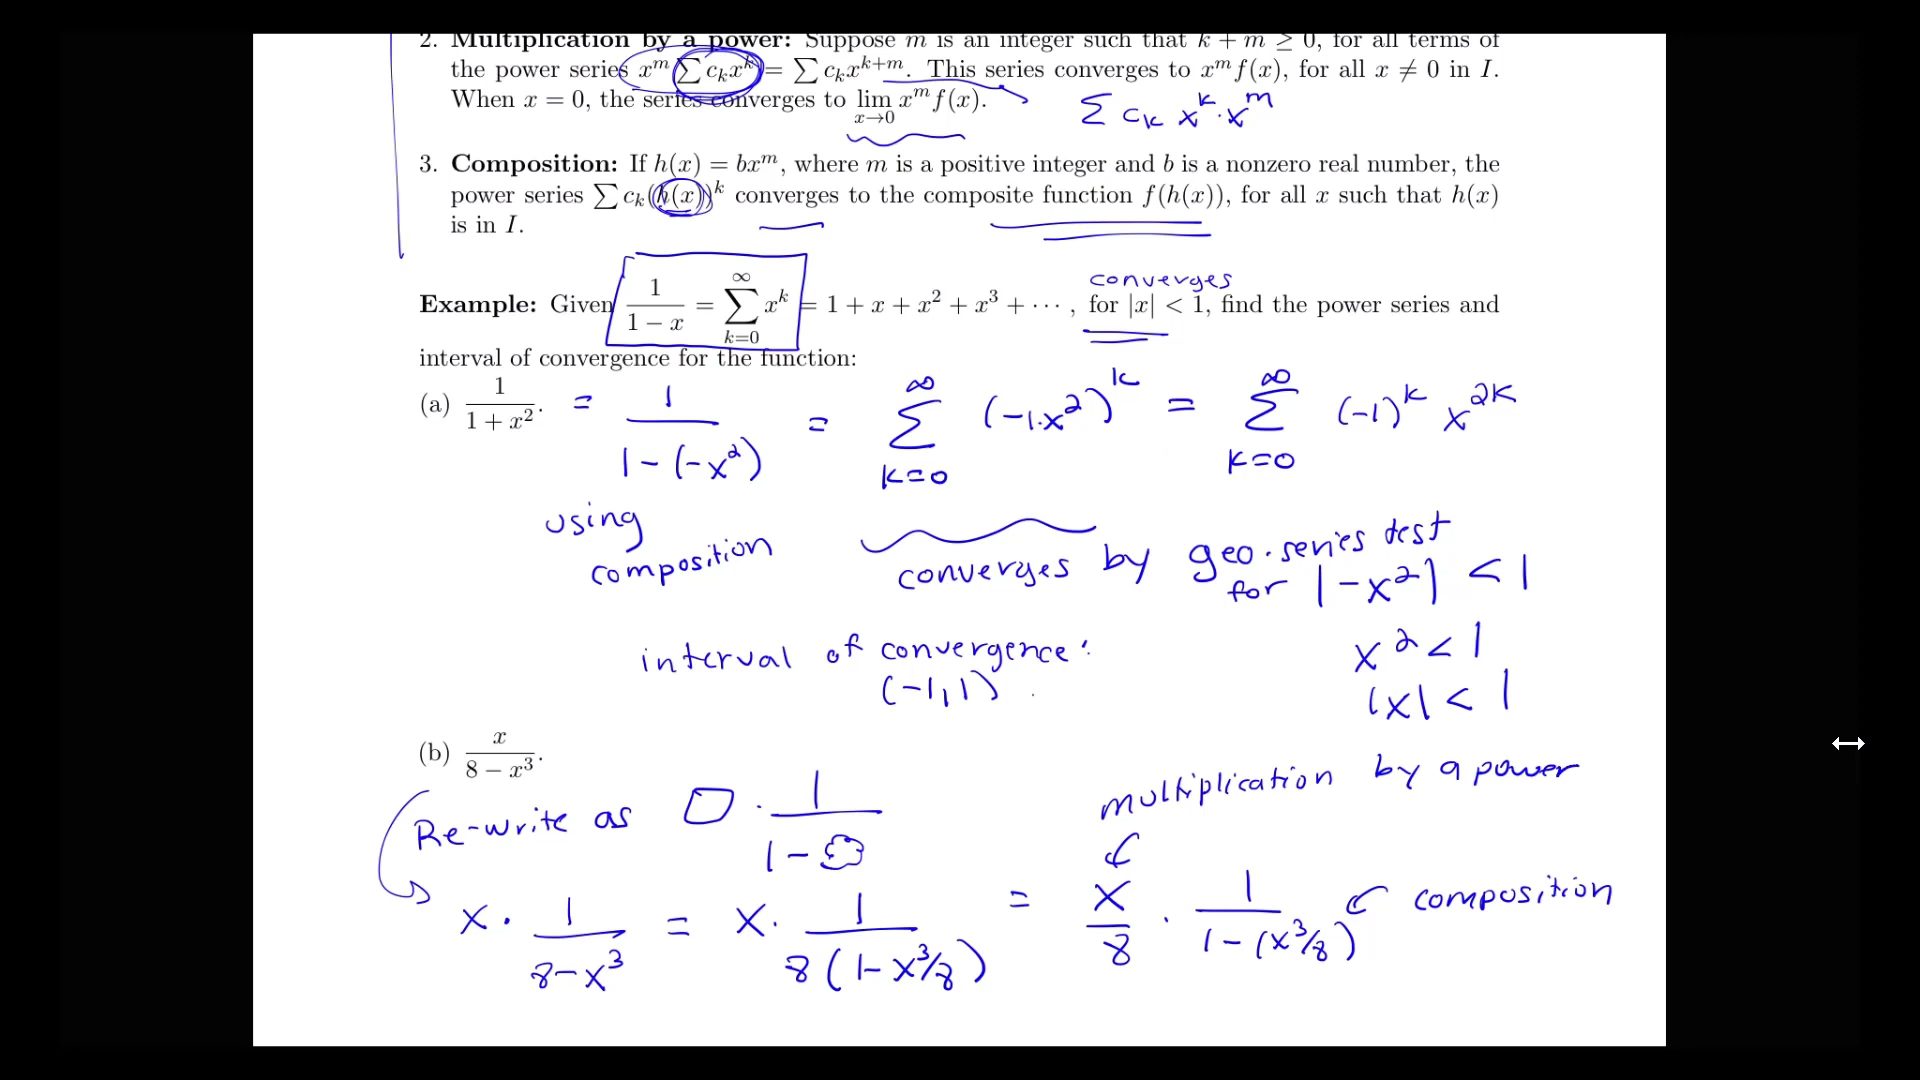 2. Multiplication by a power: Suppose m is an integer such that k + m ≥ 0, for all terms of
the power series x^m ∑ c_k x^k = ∑ c_k x^{k+m}. This series converges to x^m f(x), for all x ≠ 0 in I.
When x = 0, the series converges to lim_{x→0} x^m f(x).
∑ c_k x^k · x^m
3. Composition: If h(x) = bx^m, where m is a positive integer and b is a nonzero real number, the
power series ∑ c_k(h(x))^k converges to the composite function f(h(x)), for all x such that h(x)
is in I.
converges
Example: Given 1/(1 − x) = ∑_{k=0}^{∞} x^k = 1 + x + x^2 + x^3 + ··· , for |x| < 1, find the power series and
interval of convergence for the function:
(a) 1/(1 + x^2). = 1/(1-(-x^2)) = ∑_{k=0}^{∞} (-1·x^2)^k = ∑_{k=0}^{∞} (-1)^k x^{2k}
using
composition
converges by geo. series test
for |-x^2| < 1
interval of convergence:
(-1,1)
x^2 < 1
|x| < 1
(b) x/(8 − x^3).
multiplication by a power
Re-write as □ · 1/(1-☁)
x · 1/(8-x^3) = x · 1/(8(1-x^3/8)) = x/8 · 1/(1-(x^3/8)) composition